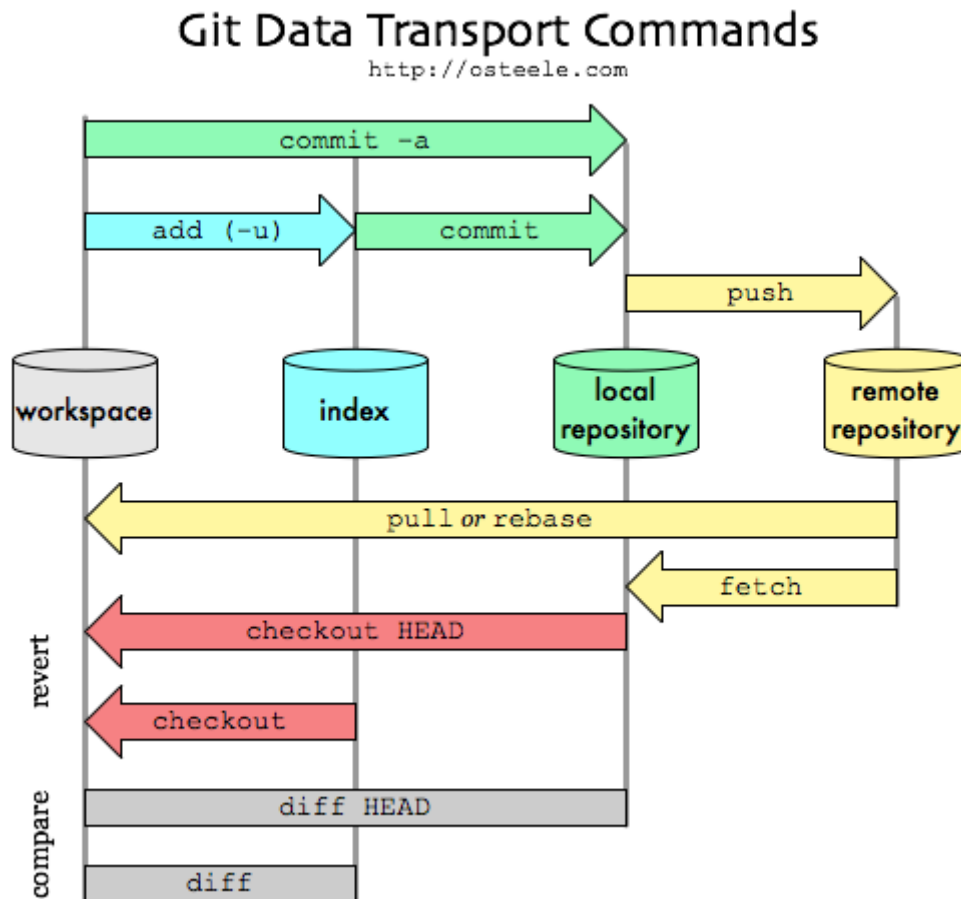 Git Data Transport Commands
http://osteele.com
commit -a
add (-u)
commit
push
workspace
index
local
repository
remote
repository
pull or rebase
fetch
revert
checkout HEAD
checkout
compare
diff HEAD
diff